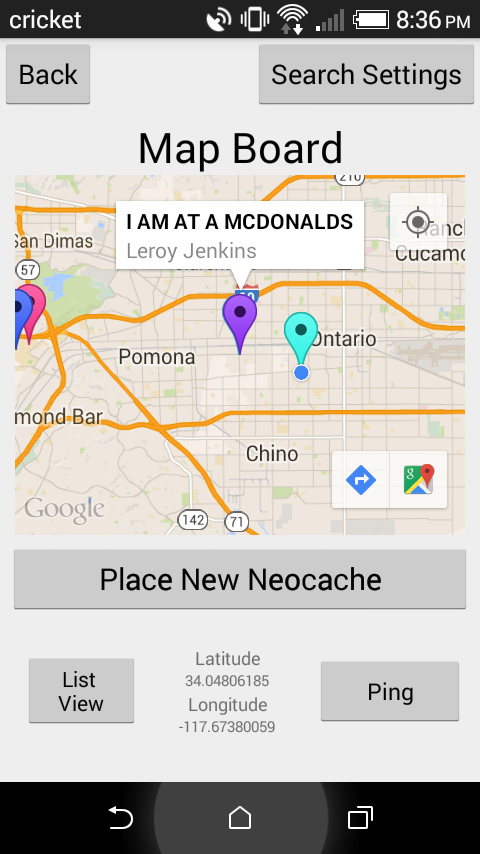 cricket 8:36 PM
Back Search Settings
Map Board
210
I AM AT A MCDONALDS
Leroy Jenkins
San Dimas
Cucamo
57
Ontario
Pomona
mond Bar
Chino
Google
142 71
Place New Neocache
Latitude
34.04806185
Longitude
-117.67380059
List
View
Ping